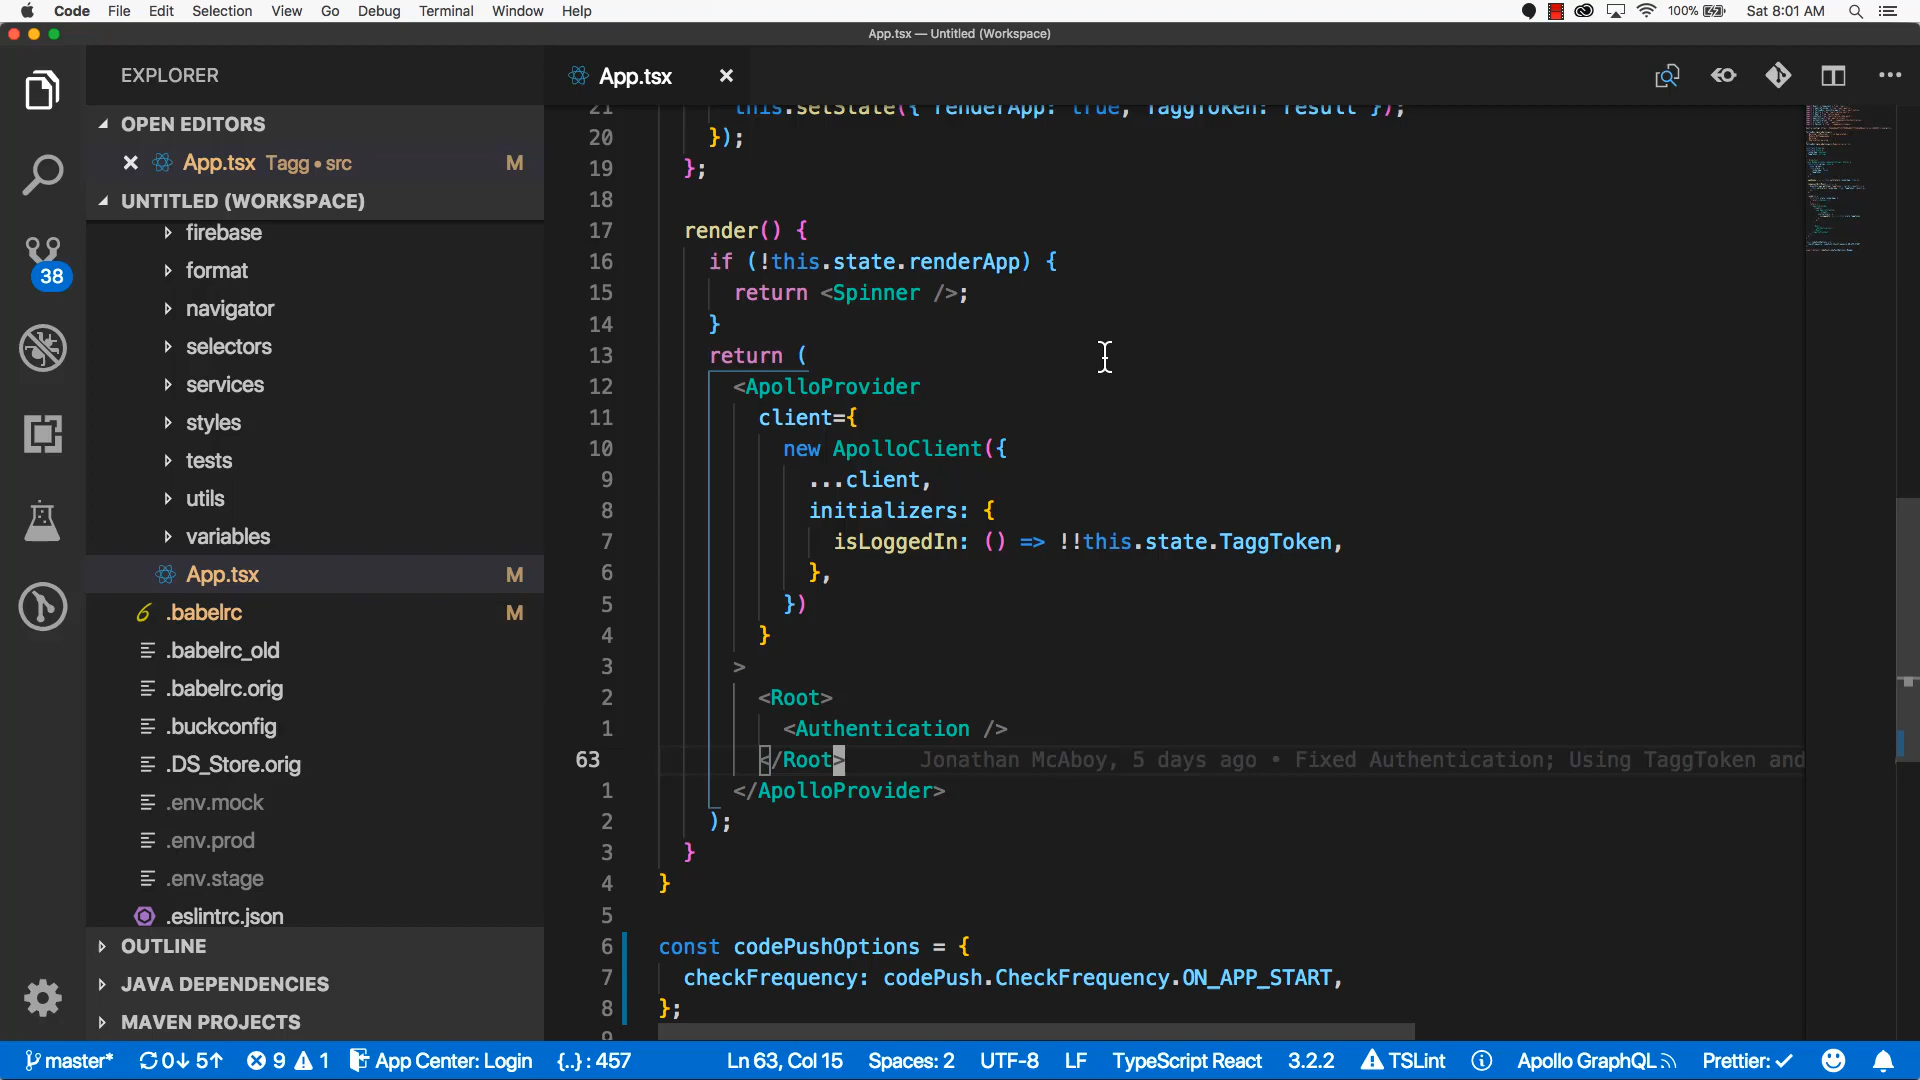 Code File Edit Selection View Go Debug Terminal Window Help 100% Sat 8:01 AM
App.tsx — Untitled (Workspace)
EXPLORER
OPEN EDITORS
App.tsx Tagg • src M
UNTITLED (WORKSPACE)
firebase
format
navigator
selectors
services
styles
tests
utils
variables
App.tsx M
.babelrc M
.babelrc_old
.babelrc.orig
.buckconfig
.DS_Store.orig
.env.mock
.env.prod
.env.stage
.eslintrc.json
OUTLINE
JAVA DEPENDENCIES
MAVEN PROJECTS
38
App.tsx
21 this.setState({ renderApp: true, TaggToken: result });
20 });
19 };
18
17 render() {
16 if (!this.state.renderApp) {
15 return <Spinner />;
14 }
13 return (
12 <ApolloProvider
11 client={
10 new ApolloClient({
9 ...client,
8 initializers: {
7 isLoggedIn: () => !!this.state.TaggToken,
6 },
5 })
4 }
3 >
2 <Root>
1 <Authentication />
63 </Root> Jonathan McAboy, 5 days ago • Fixed Authentication; Using TaggToken and
1 </ApolloProvider>
2 );
3 }
4 }
5
6 const codePushOptions = {
7 checkFrequency: codePush.CheckFrequency.ON_APP_START,
8 };
9
master* 0↓ 5↑ 9 1 App Center: Login {..} : 457 Ln 63, Col 15 Spaces: 2 UTF-8 LF TypeScript React 3.2.2 TSLint Apollo GraphQL Prettier: ✓